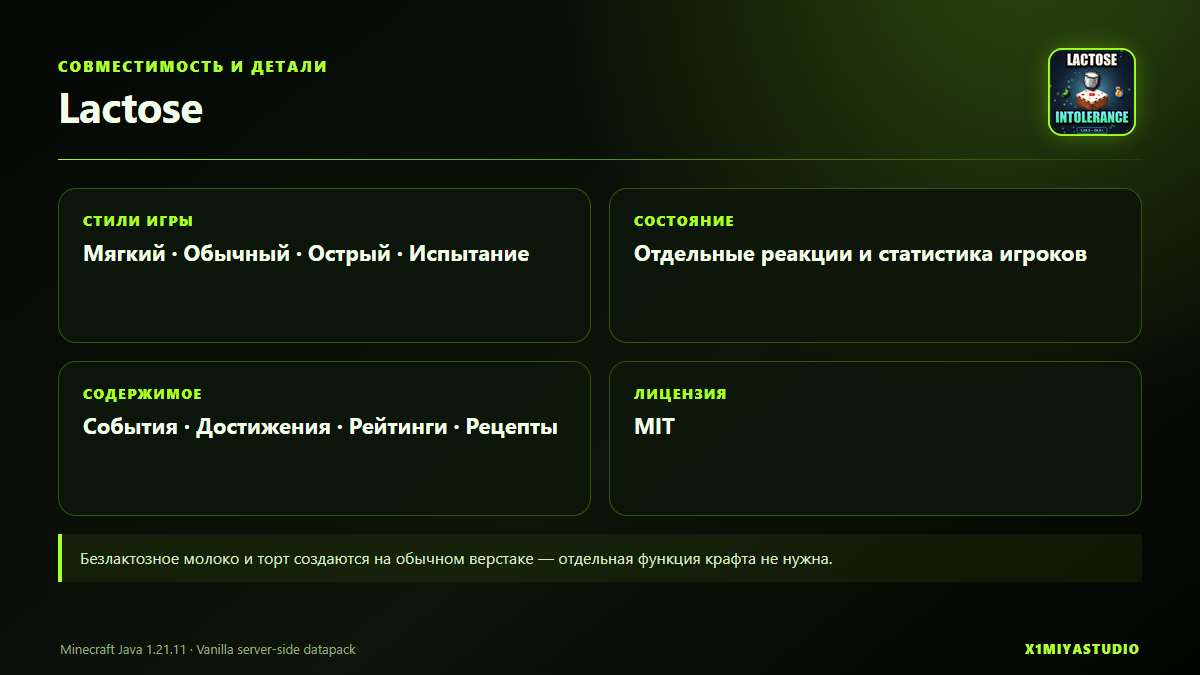 СОВМЕСТИМОСТЬ И ДЕТАЛИ
Lactose
LACTOSE
INTOLERANCE
СТИЛИ ИГРЫ
Мягкий · Обычный · Острый · Испытание
СОСТОЯНИЕ
Отдельные реакции и статистика игроков
СОДЕРЖИМОЕ
События · Достижения · Рейтинги · Рецепты
ЛИЦЕНЗИЯ
MIT
Безлактозное молоко и торт создаются на обычном верстаке — отдельная функция крафта не нужна.
Minecraft Java 1.21.11 · Vanilla server-side datapack
X1MIYASTUDIO